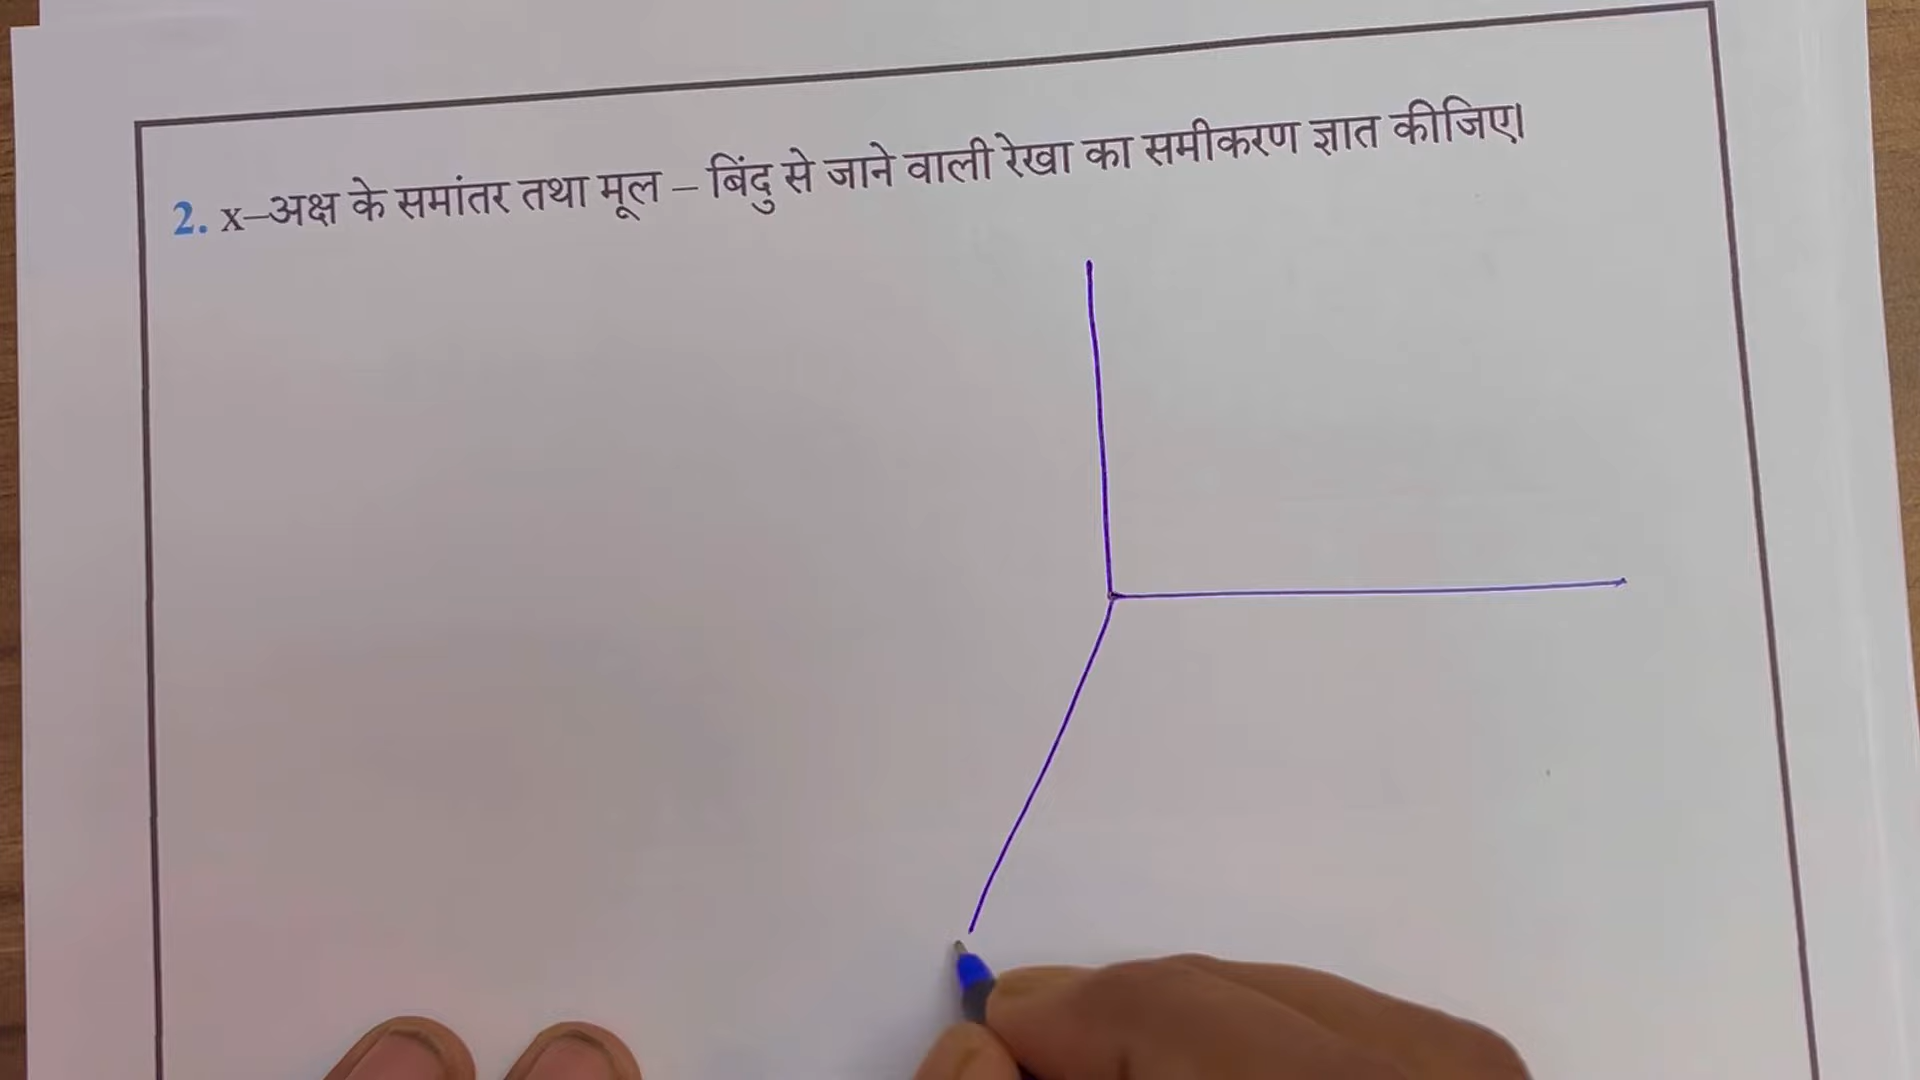 2. x–अक्ष के समांतर तथा मूल – बिंदु से जाने वाली रेखा का समीकरण ज्ञात कीजिए।